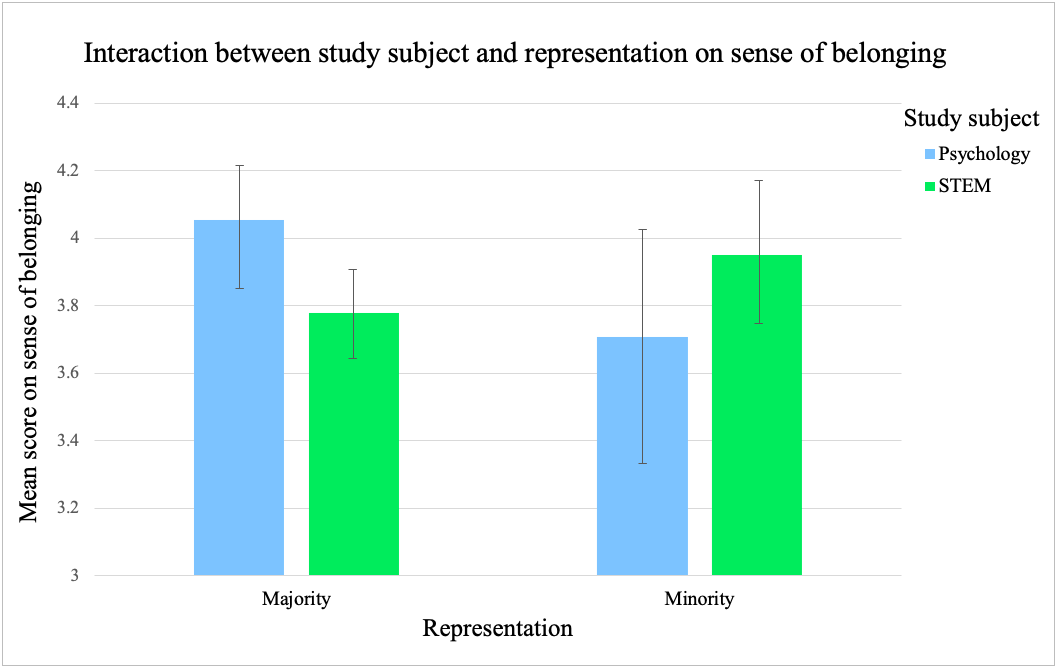 Interaction between study subject and representation on sense of belonging
Study subject
Psychology
STEM
Mean score on sense of belonging
4.4
4.2
4
3.8
3.6
3.4
3.2
3
Majority
Minority
Representation